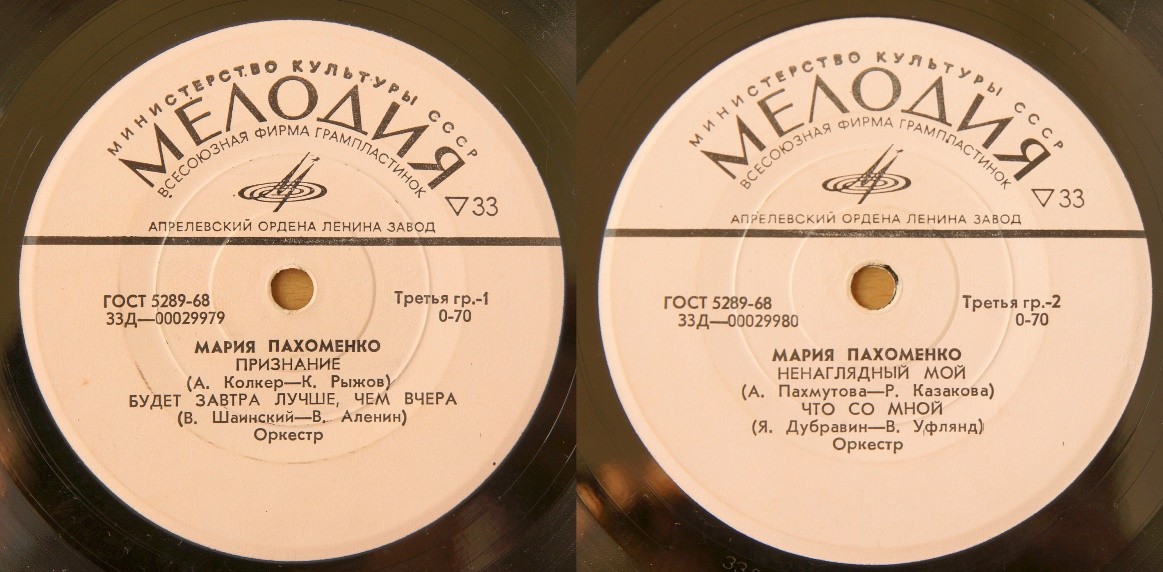 МИНИСТЕРСТВО КУЛЬТУРЫ СССР
МЕЛОДИЯ
ВСЕСОЮЗНАЯ ФИРМА ГРАМПЛАСТИНОК
▽33
АПРЕЛЕВСКИЙ ОРДЕНА ЛЕНИНА ЗАВОД
ГОСТ 5289-68
33Д—00029979
Третья гр.-1
0-70
МАРИЯ ПАХОМЕНКО
ПРИЗНАНИЕ
(А. Колкер—К. Рыжов)
БУДЕТ ЗАВТРА ЛУЧШЕ, ЧЕМ ВЧЕРА
(В. Шаинский—В. Аленин)
Оркестр
МИНИСТЕРСТВО КУЛЬТУРЫ СССР
МЕЛОДИЯ
ВСЕСОЮЗНАЯ ФИРМА ГРАМПЛАСТИНОК
▽33
АПРЕЛЕВСКИЙ ОРДЕНА ЛЕНИНА ЗАВОД
ГОСТ 5289-68
33Д—00029980
Третья гр.-2
0-70
МАРИЯ ПАХОМЕНКО
НЕНАГЛЯДНЫЙ МОЙ
(А. Пахмутова—Р. Казакова)
ЧТО СО МНОЙ
(Я. Дубравин—В. Уфлянд)
Оркестр